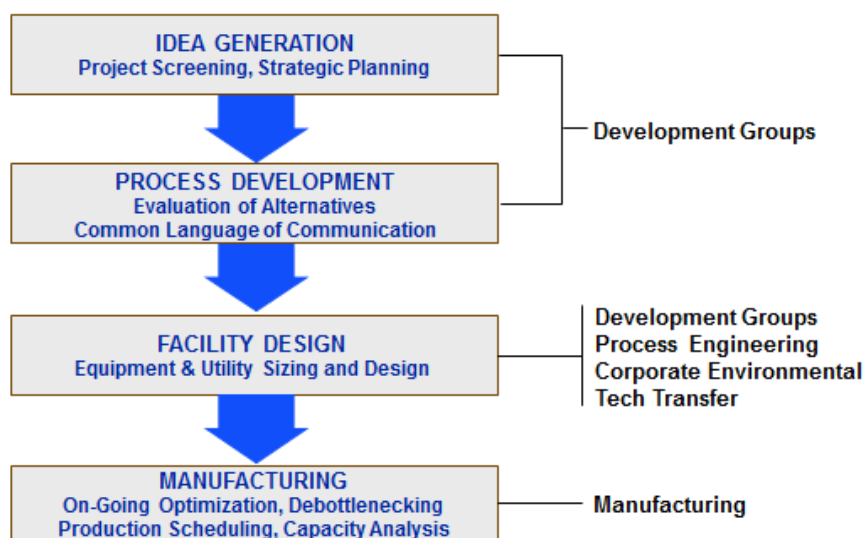 IDEA GENERATION
Project Screening, Strategic Planning
Development Groups
PROCESS DEVELOPMENT
Evaluation of Alternatives
Common Language of Communication
FACILITY DESIGN
Equipment & Utility Sizing and Design
Development Groups
Process Engineering
Corporate Environmental
Tech Transfer
MANUFACTURING
On-Going Optimization, Debottlenecking
Production Scheduling, Capacity Analysis
Manufacturing